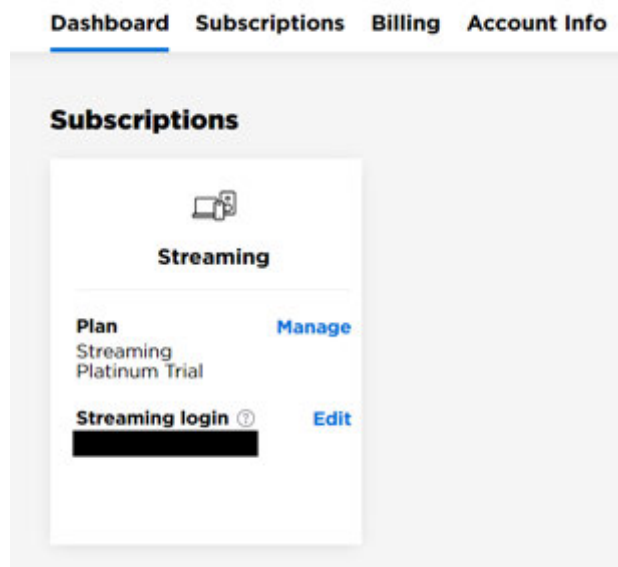 Dashboard Subscriptions Billing Account Info
Subscriptions
Streaming
Plan Manage
Streaming
Platinum Trial
Streaming login ? Edit